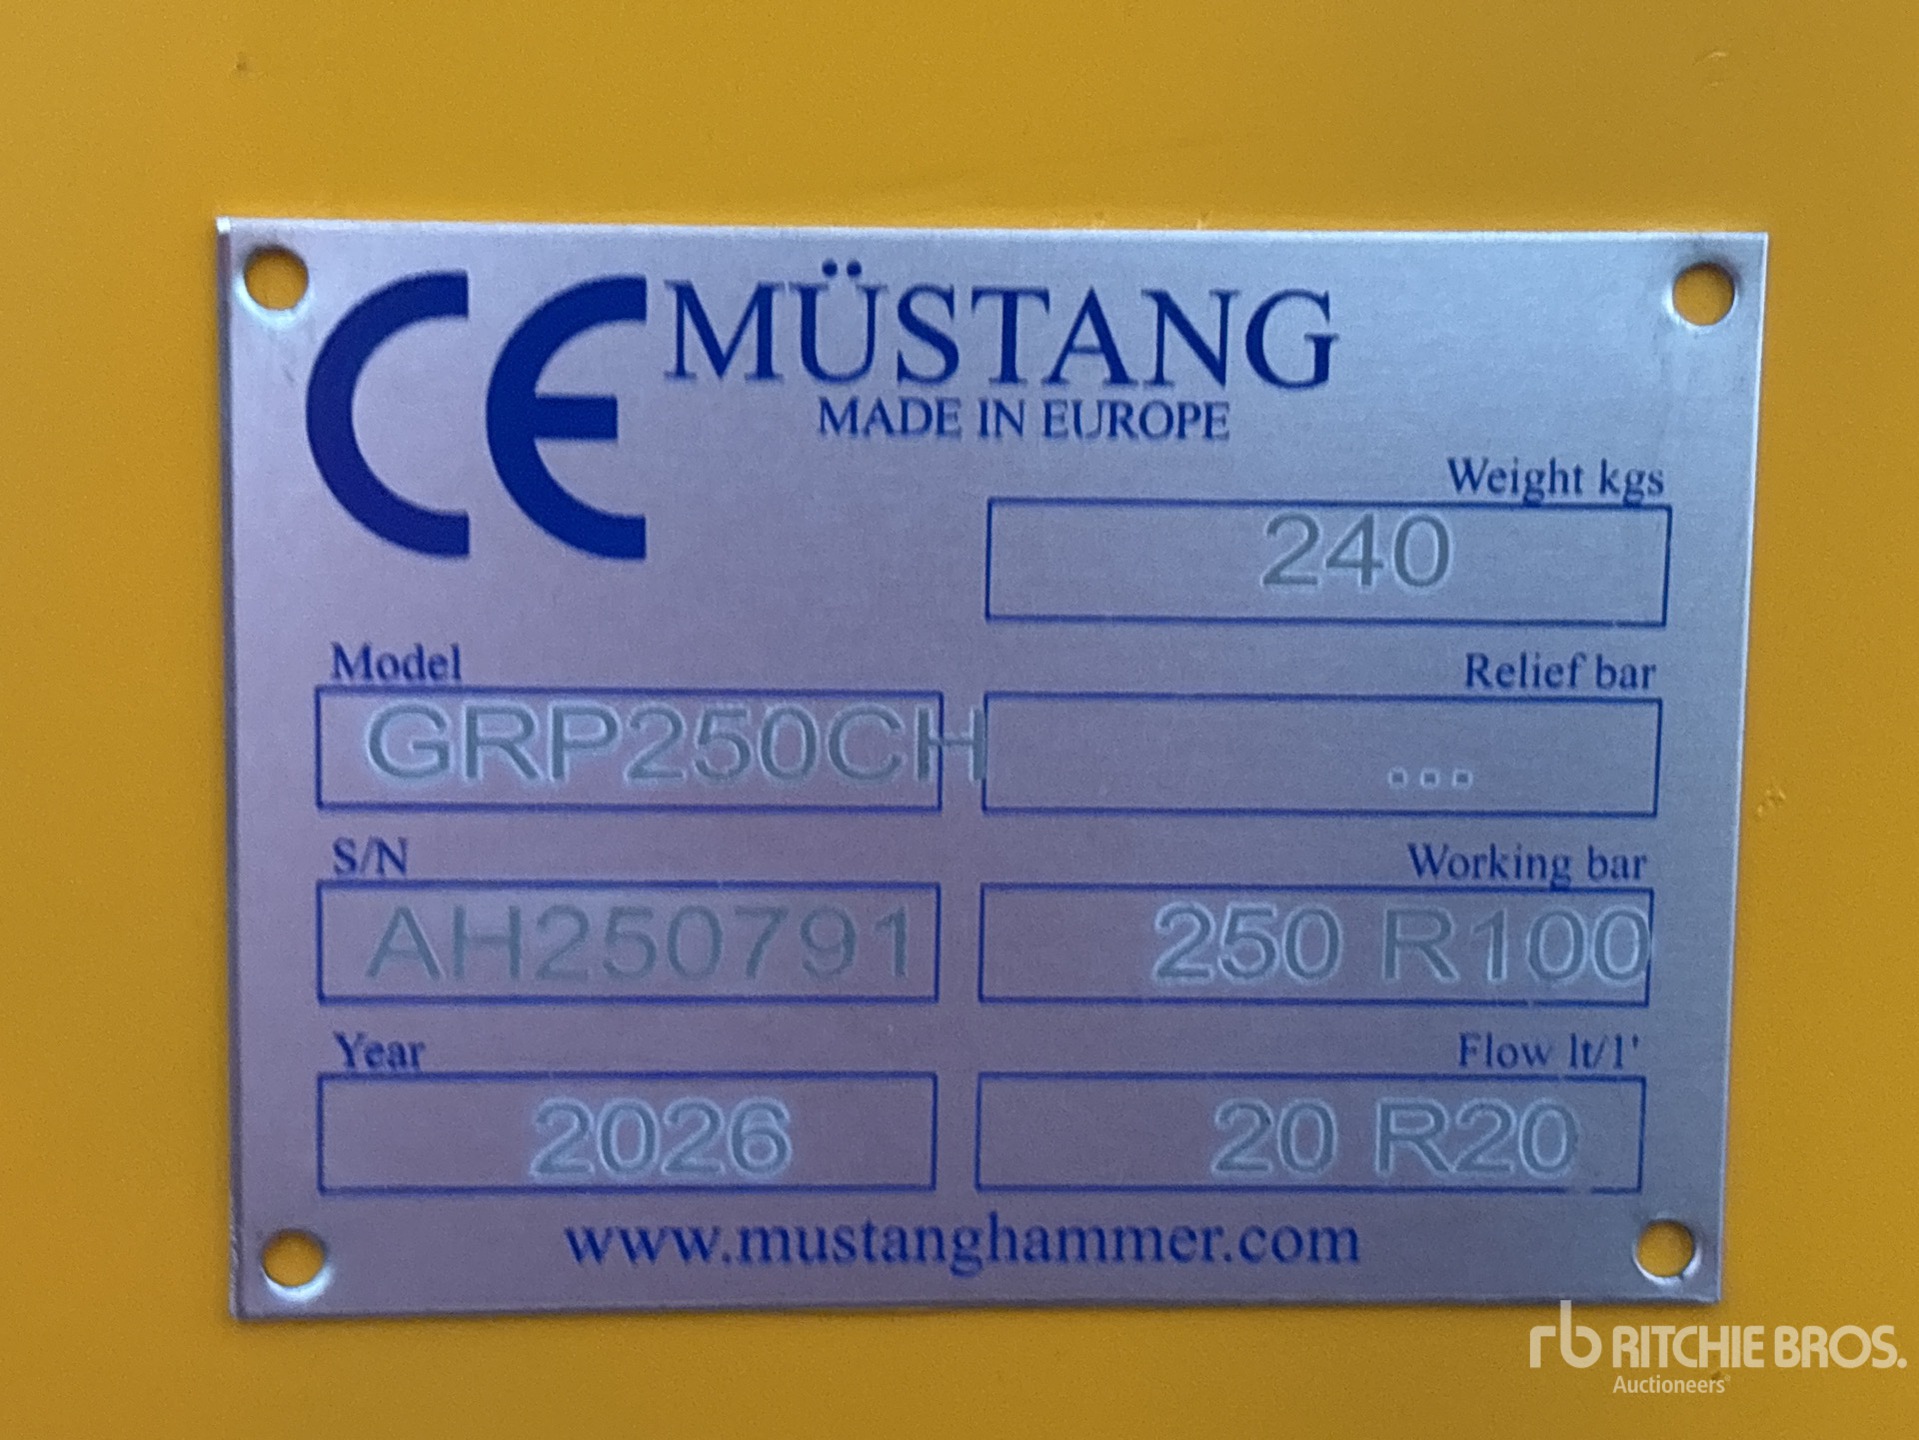 CE MÜSTANG
MADE IN EUROPE
Weight kgs
240
Model
GRP250CH
Relief bar
...
S/N
AH250791
Working bar
250 R100
Year
2026
Flow lt/1'
20 R20
www.mustanghammer.com
rb RITCHIE BROS.
Auctioneers